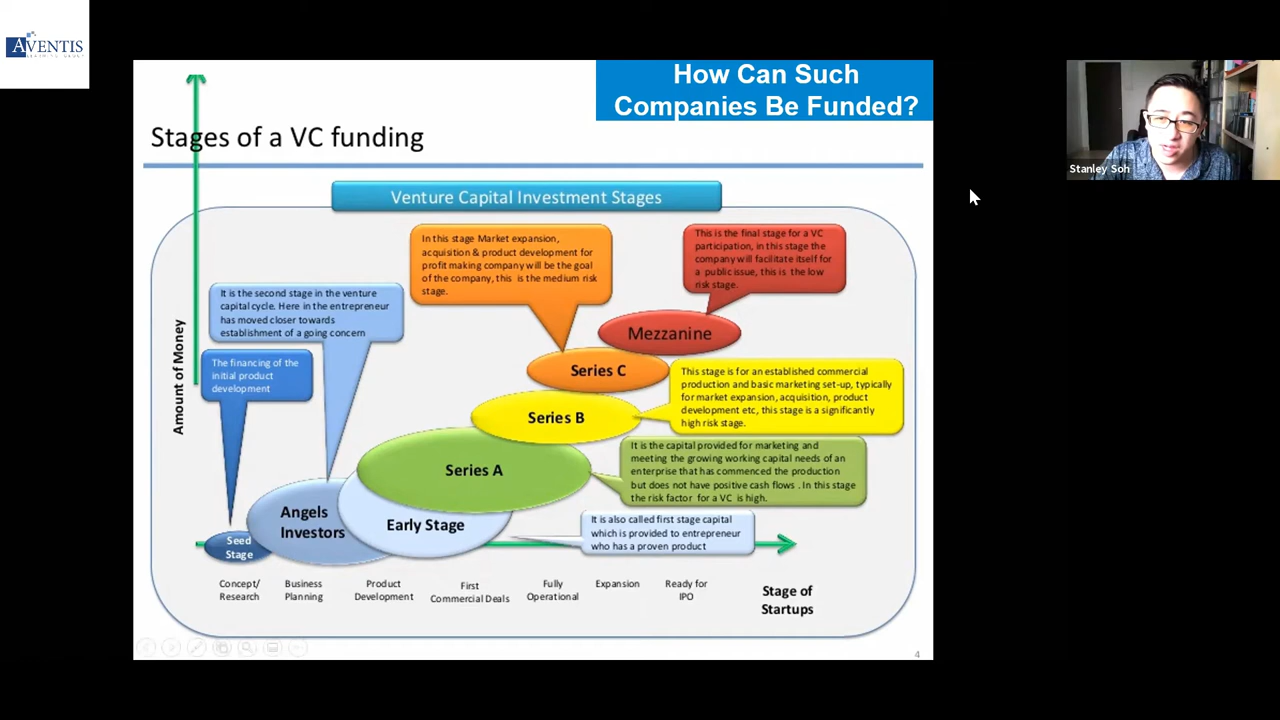 AVENTIS
How Can Such
Companies Be Funded?
Stages of a VC funding
Venture Capital Investment Stages
In this stage Market expansion,
acquisition & product development for
profit making company will be the goal
of the company, this is the medium risk
stage.
This is the final stage for a VC
participation, in this stage the
company will facilitate itself for
a public issue, this is the low
risk stage.
It is the second stage in the venture
capital cycle. Here in the entrepreneur
has moved closer towards
establishment of a going concern
The financing of the
initial product
development
Amount of Money
Mezzanine
Series C
This stage is for an established commercial
production and basic marketing set-up, typically
for market expansion, acquisition, product
development etc, this stage is a significantly
high risk stage.
Series B
Series A
It is the capital provided for marketing and
meeting the growing working capital needs of an
enterprise that has commenced the production
but does not have positive cash flows . In this stage
the risk factor for a VC is high.
Angels
Investors
Early Stage
Seed
Stage
It is also called first stage capital
which is provided to entrepreneur
who has a proven product
Concept/
Research
Business
Planning
Product
Development
First
Commercial Deals
Fully
Operational
Expansion
Ready for
IPO
Stage of
Startups
4
Stanley Soh